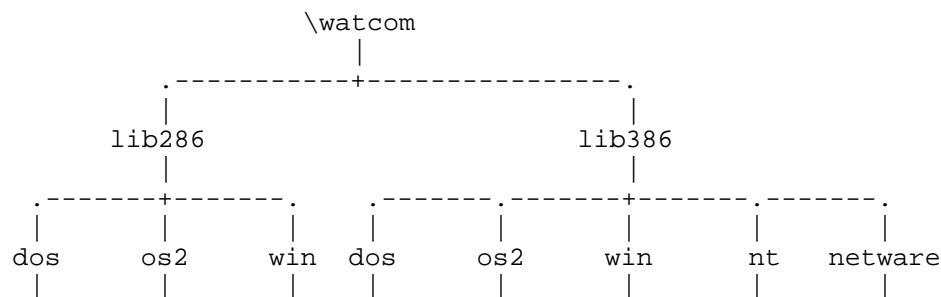 \watcom
|
.-----------+---------------.
| |
lib286 lib386
| |
.-------+-------. .-------.-------+-------.-------.
| | | | | | | |
dos os2 win dos os2 win nt netware
| | | | | | | |